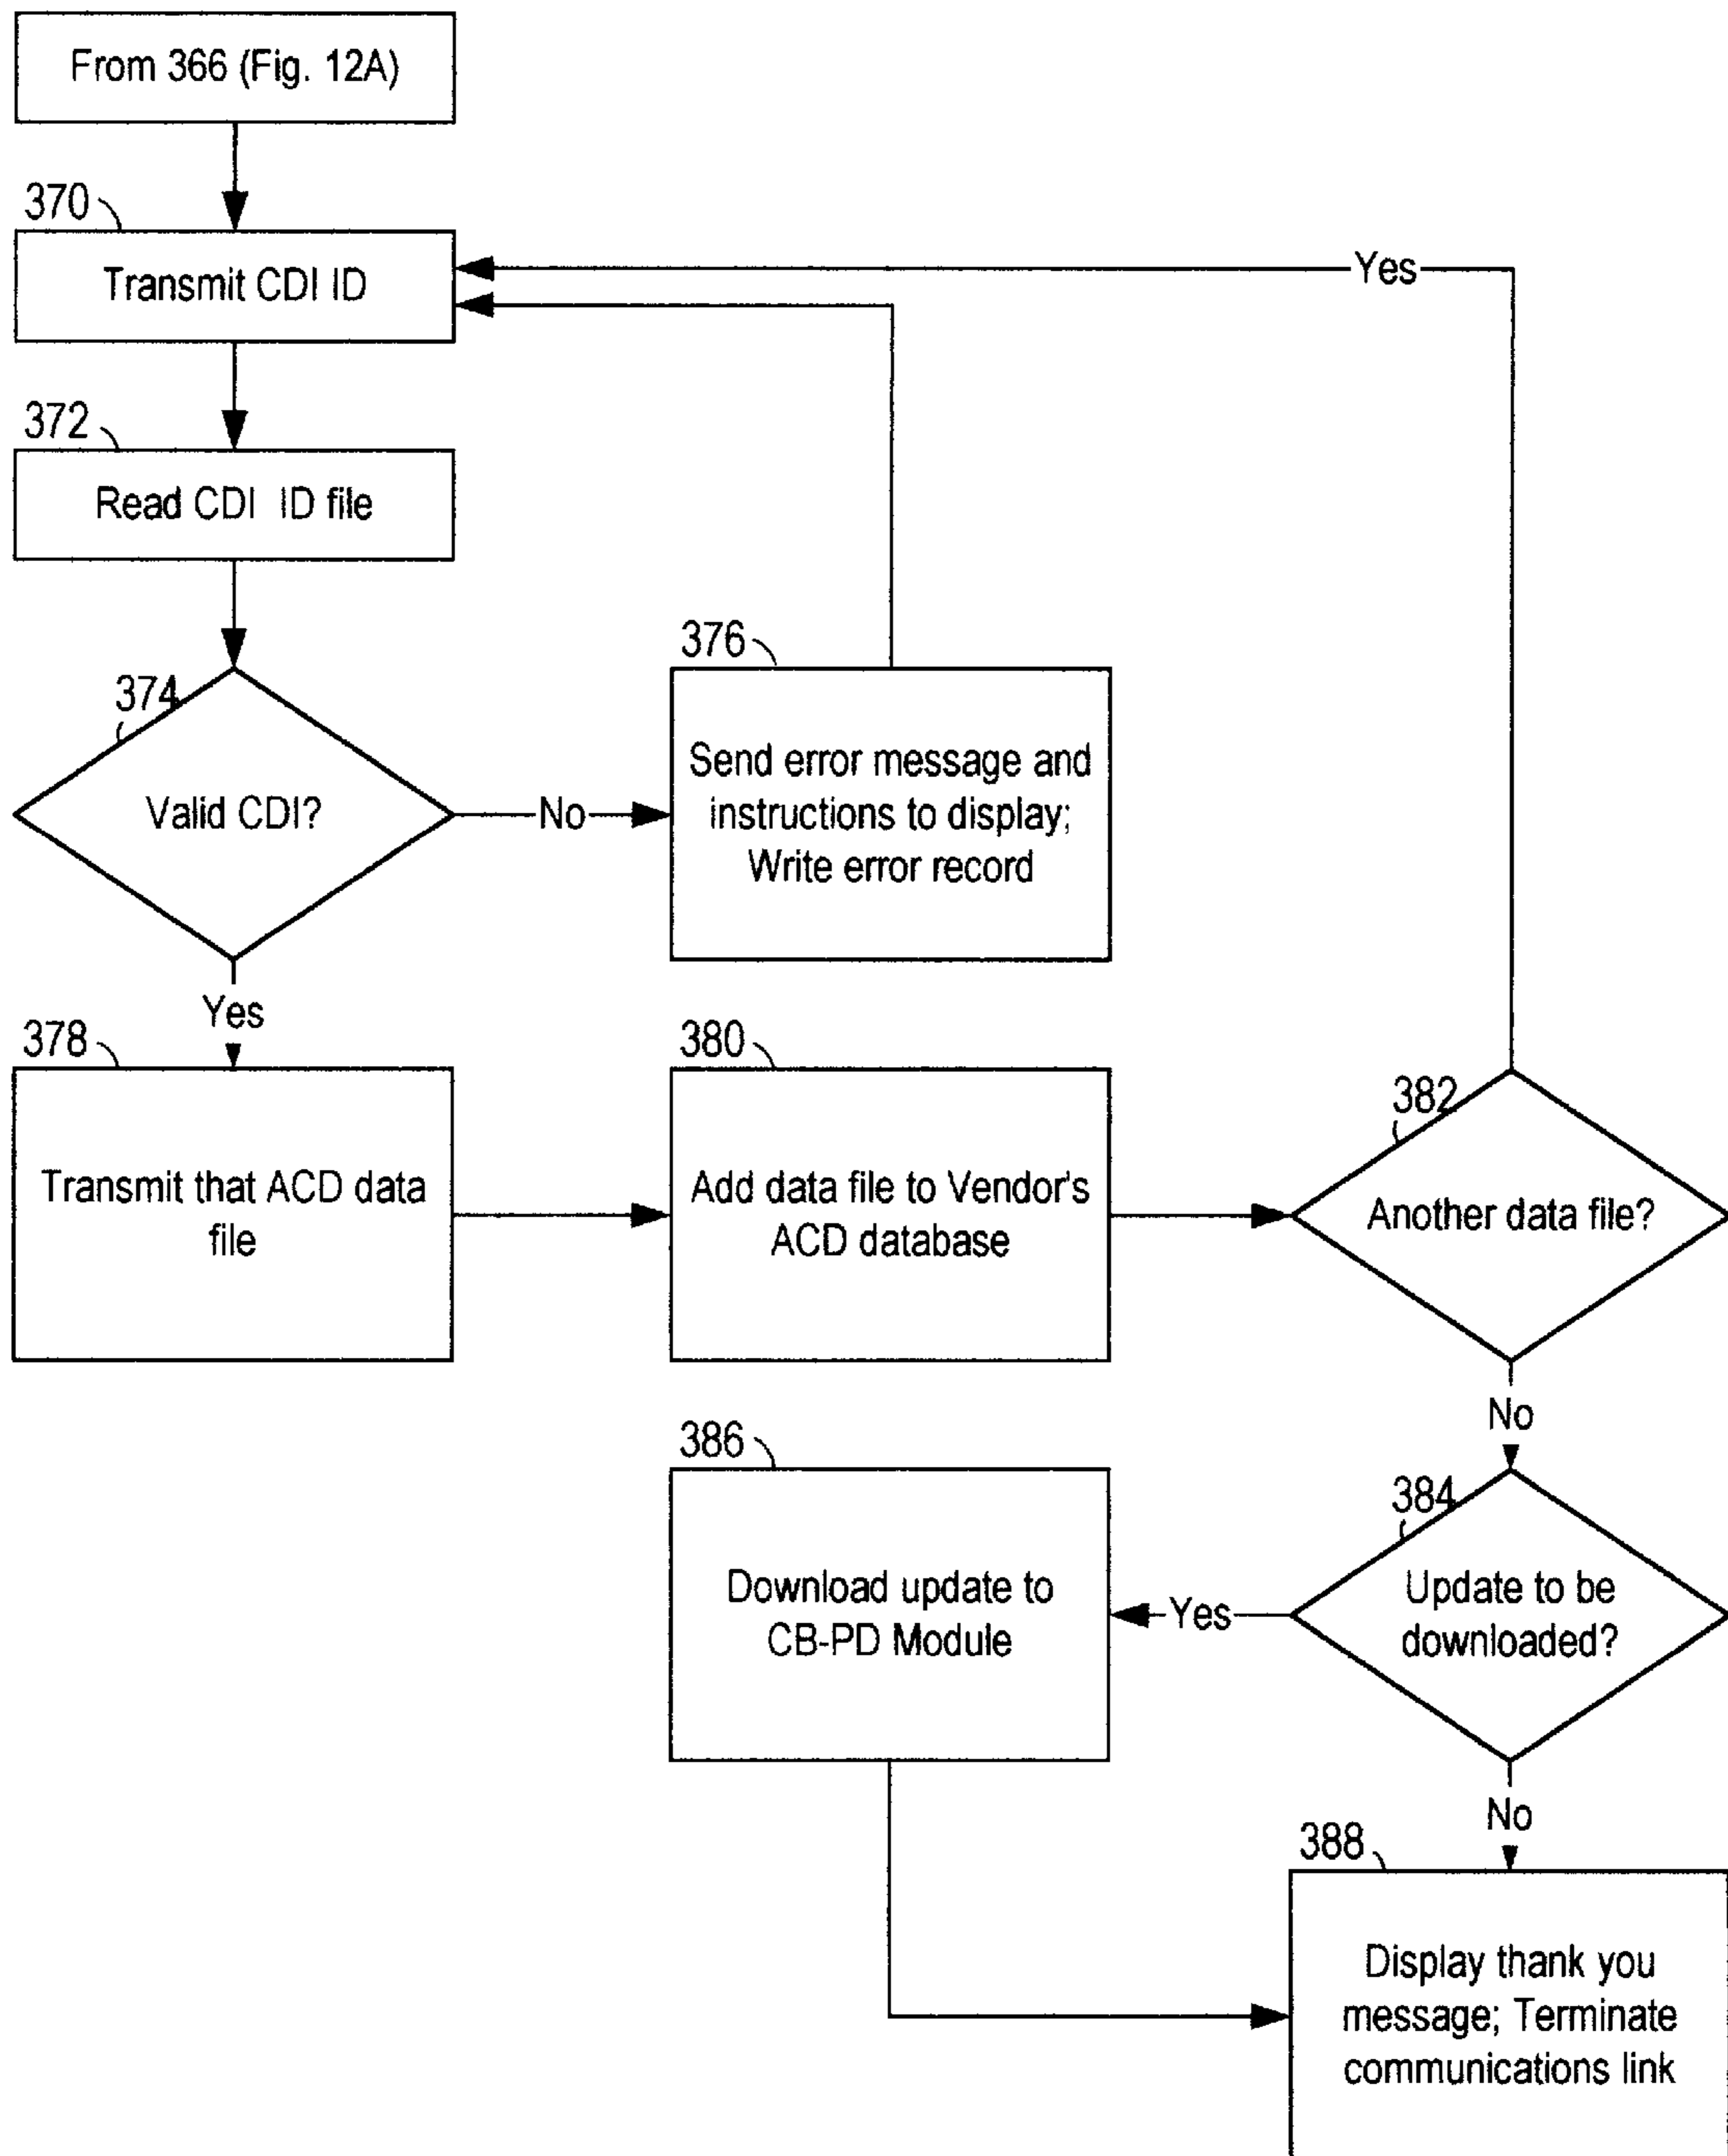 From 366 (Fig. 12A)
370
Transmit CDI ID
Yes
372
Read CDI ID file
374
Valid CDI?
No
376
Send error message and
instructions to display;
Write error record
Yes
378
Transmit that ACD data
file
380
Add data file to Vendor's
ACD database
382
Another data file?
No
384
Update to be
downloaded?
Yes
386
Download update to
CB-PD Module
No
388
Display thank you
message; Terminate
communications link